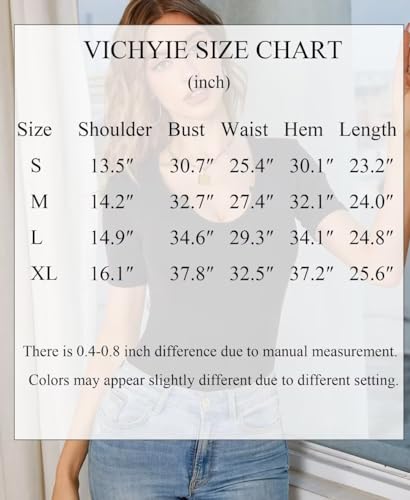 VICHYIE SIZE CHART
(inch)
Size Shoulder Bust Waist Hem Length
S 13.5" 30.7" 25.4" 30.1" 23.2"
M 14.2" 32.7" 27.4" 32.1" 24.0"
L 14.9" 34.6" 29.3" 34.1" 24.8"
XL 16.1" 37.8" 32.5" 37.2" 25.6"
There is 0.4-0.8 inch difference due to manual measurement.
Colors may appear slightly different due to different setting.